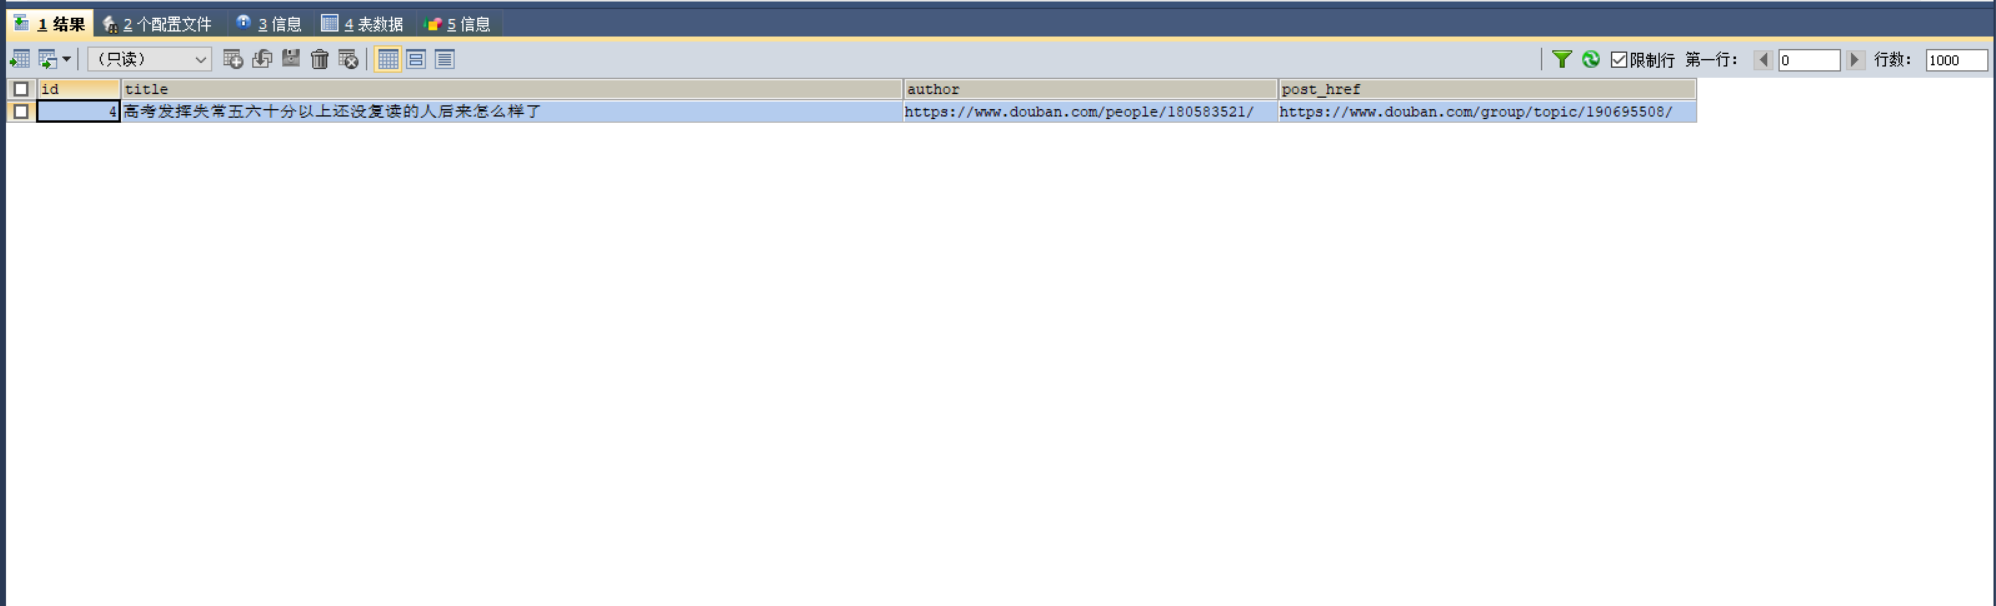 1 结果 2 个配置文件 3 信息 4 表数据 5 信息
（只读） 限制行 第一行： 0 行数： 1000
id title author post_href
4 高考发挥失常五六十分以上还没复读的人后来怎么样了 https://www.douban.com/people/180583521/ https://www.douban.com/group/topic/190695508/